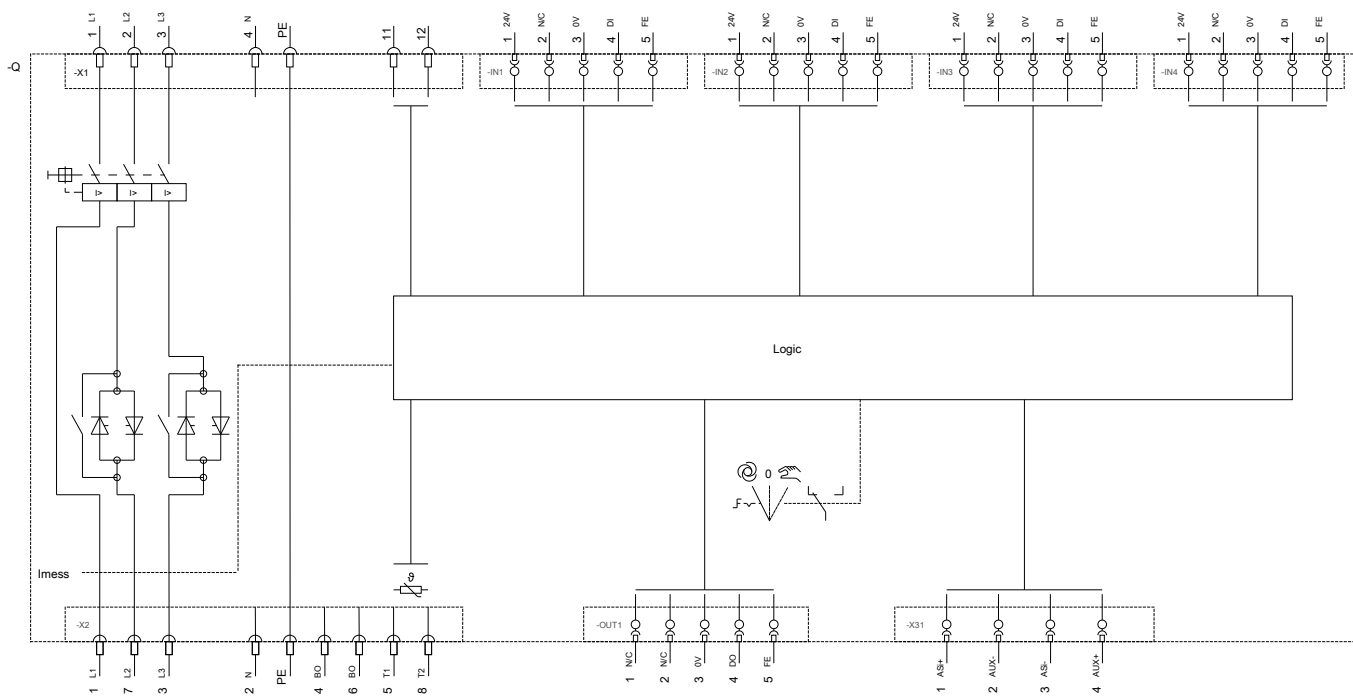 L1
L2
L3
N
24V
N/C
0V
DI
FE
24V
N/C
0V
DI
FE
24V
N/C
0V
DI
FE
24V
N/C
0V
DI
FE
1
2
3
4
PE
11
12
1
2
3
4
5
1
2
3
4
5
1
2
3
4
5
1
2
3
4
5
-Q
-X1
-IN1
-IN2
-IN3
-IN4
I>
I>
I>
Logic
0
Imess
ϑ
-X2
-OUT1
-X31
L1
L2
L3
N
BO
BO
T1
T2
N/C
N/C
0V
DO
FE
ASi+
AUX-
ASi-
AUX+
1
7
3
2
PE
4
6
5
8
1
2
3
4
5
1
2
3
4